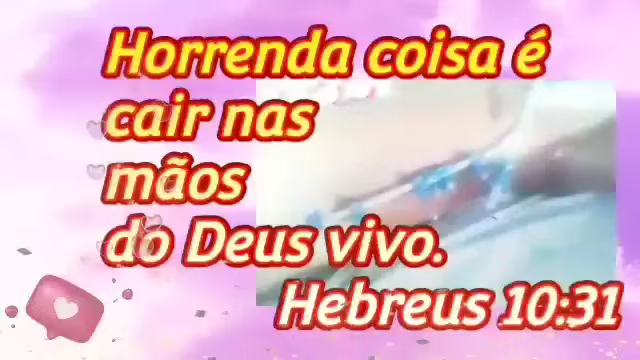 Horrenda coisa é
cair nas
mãos
do Deus vivo.
Hebreus 10:31